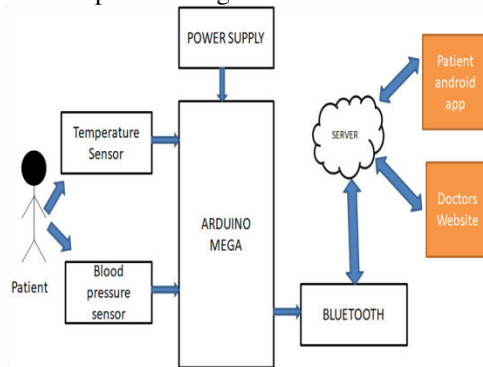 POWER SUPPLY
Patient
android
app
Temperature
Sensor
SERVER
ARDUINO
MEGA
Doctors
Website
Patient
Blood
pressure
sensor
BLUETOOTH